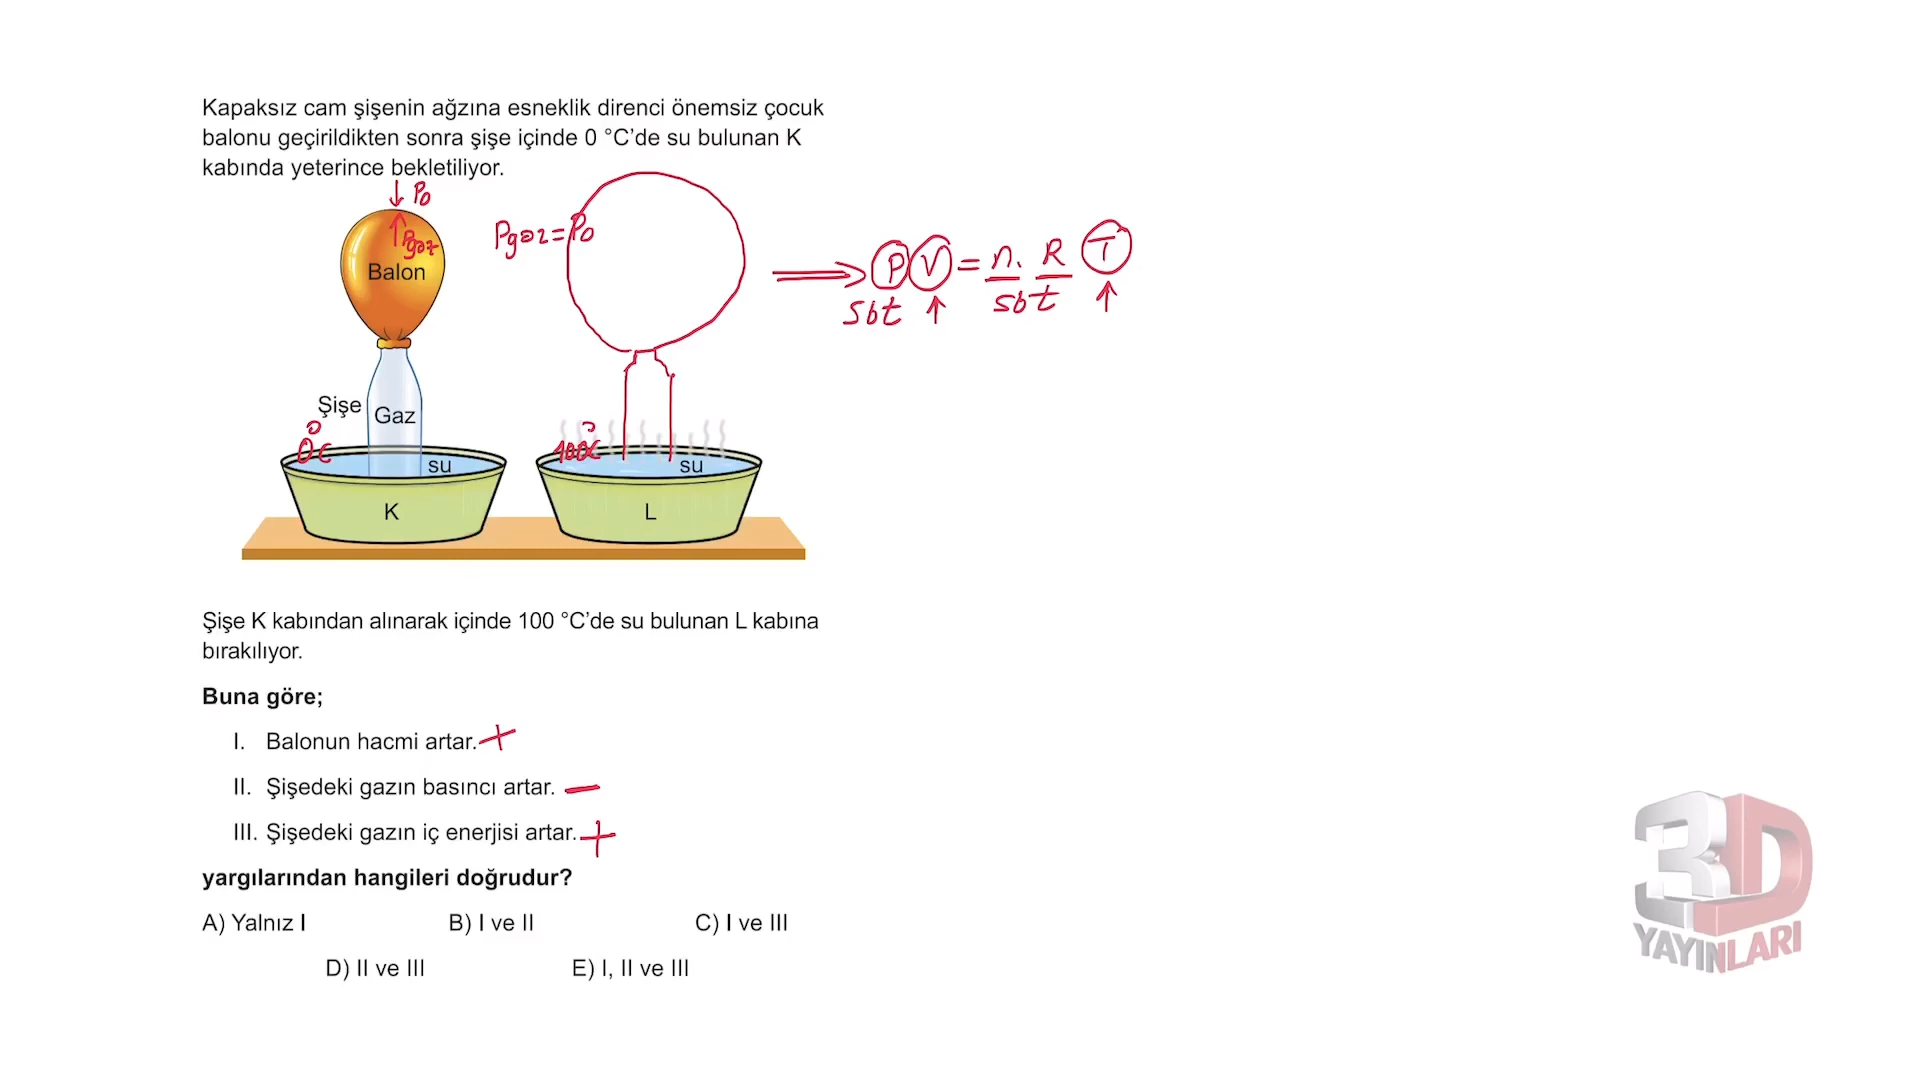 Kapaksız cam şişenin ağzına esneklik direnci önemsiz çocuk
balonu geçirildikten sonra şişe içinde 0 °C'de su bulunan K
kabında yeterince bekletiliyor.
↓ P₀
↑ Pgaz
Balon
Pgaz = P₀
⟹ P V = n . R T
Sbt ↑ sbt ↑
Şişe
Gaz
0°C
su
K
100°C
su
L
Şişe K kabından alınarak içinde 100 °C'de su bulunan L kabına
bırakılıyor.
Buna göre;
I. Balonun hacmi artar. +
II. Şişedeki gazın basıncı artar. −
III. Şişedeki gazın iç enerjisi artar. +
yargılarından hangileri doğrudur?
A) Yalnız I B) I ve II C) I ve III
D) II ve III E) I, II ve III
3D
YAYINLARI